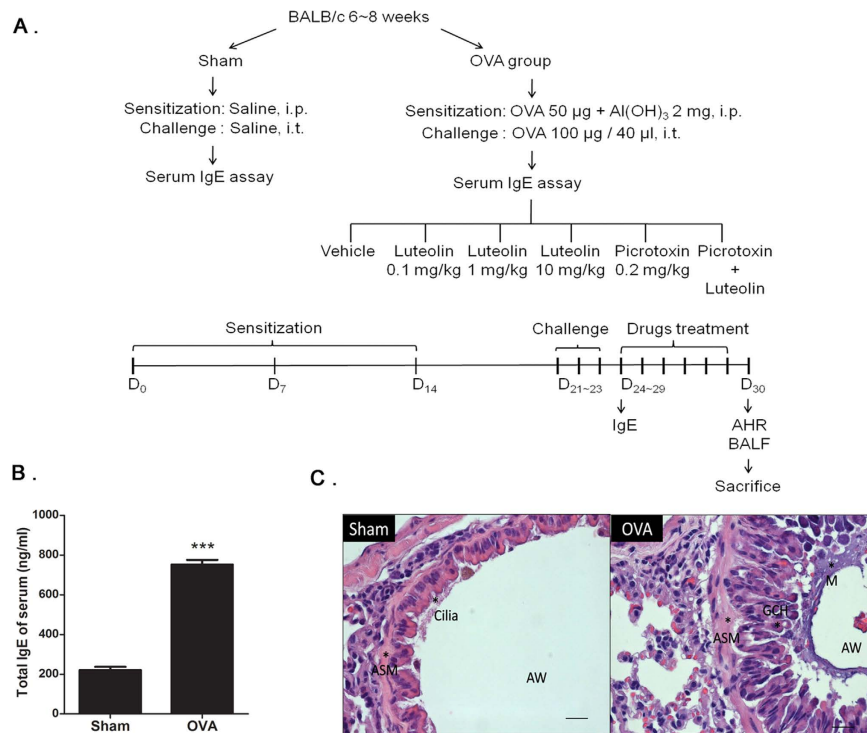 A .
BALB/c 6~8 weeks
Sham
OVA group
Sensitization: Saline, i.p.
Challenge : Saline, i.t.
Sensitization: OVA 50 µg + Al(OH)₃ 2 mg, i.p.
Challenge : OVA 100 µg / 40 µl, i.t.
Serum IgE assay
Serum IgE assay
Vehicle
Luteolin
0.1 mg/kg
Luteolin
1 mg/kg
Luteolin
10 mg/kg
Picrotoxin
0.2 mg/kg
Picrotoxin
+
Luteolin
Sensitization
Challenge
Drugs treatment
D₀
D₇
D₁₄
D₂₁~₂₃
D₂₄~₂₉
D₃₀
IgE
AHR
BALF
Sacrifice
B .
Total IgE of serum (ng/ml)
1000
800
600
400
200
0
***
Sham
OVA
C .
Sham
*
Cilia
*
ASM
AW
OVA
*
M
GCH
*
*
ASM
AW